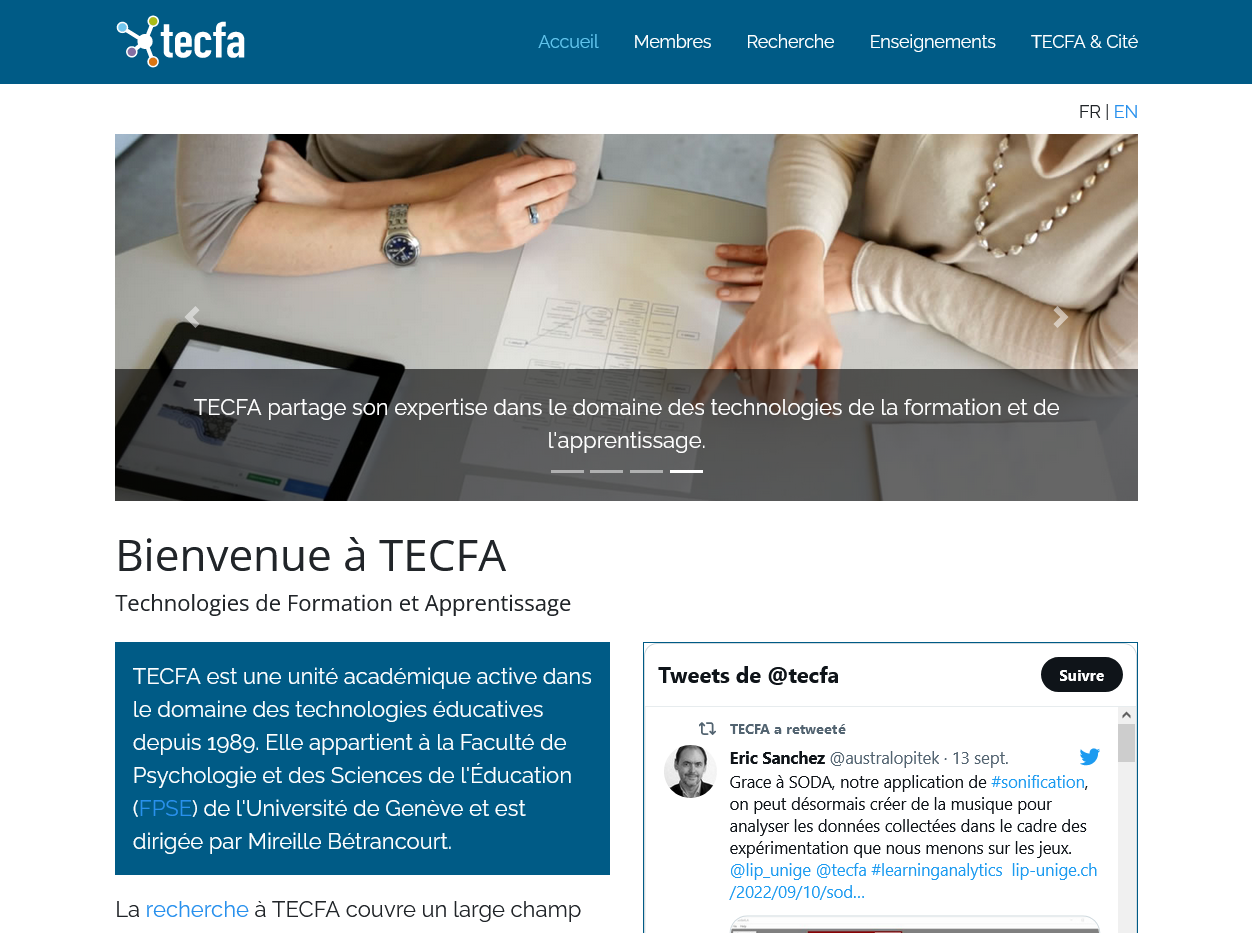 tecfa
Accueil
Membres
Recherche
Enseignements
TECFA & Cité
FR | EN
TECFA partage son expertise dans le domaine des technologies de la formation et de
l'apprentissage.
Bienvenue à TECFA
Technologies de Formation et Apprentissage
TECFA est une unité académique active dans
le domaine des technologies éducatives
depuis 1989. Elle appartient à la Faculté de
Psychologie et des Sciences de l'Éducation
(FPSE) de l'Université de Genève et est
dirigée par Mireille Bétrancourt.
La recherche à TECFA couvre un large champ
Tweets de @tecfa
Suivre
TECFA a retweeté
Eric Sanchez @australopitek · 13 sept.
Grace à SODA, notre application de #sonification,
on peut désormais créer de la musique pour
analyser les données collectées dans le cadre des
expérimentation que nous menons sur les jeux.
@lip_unige @tecfa #learninganalytics lip-unige.ch
/2022/09/10/sod…